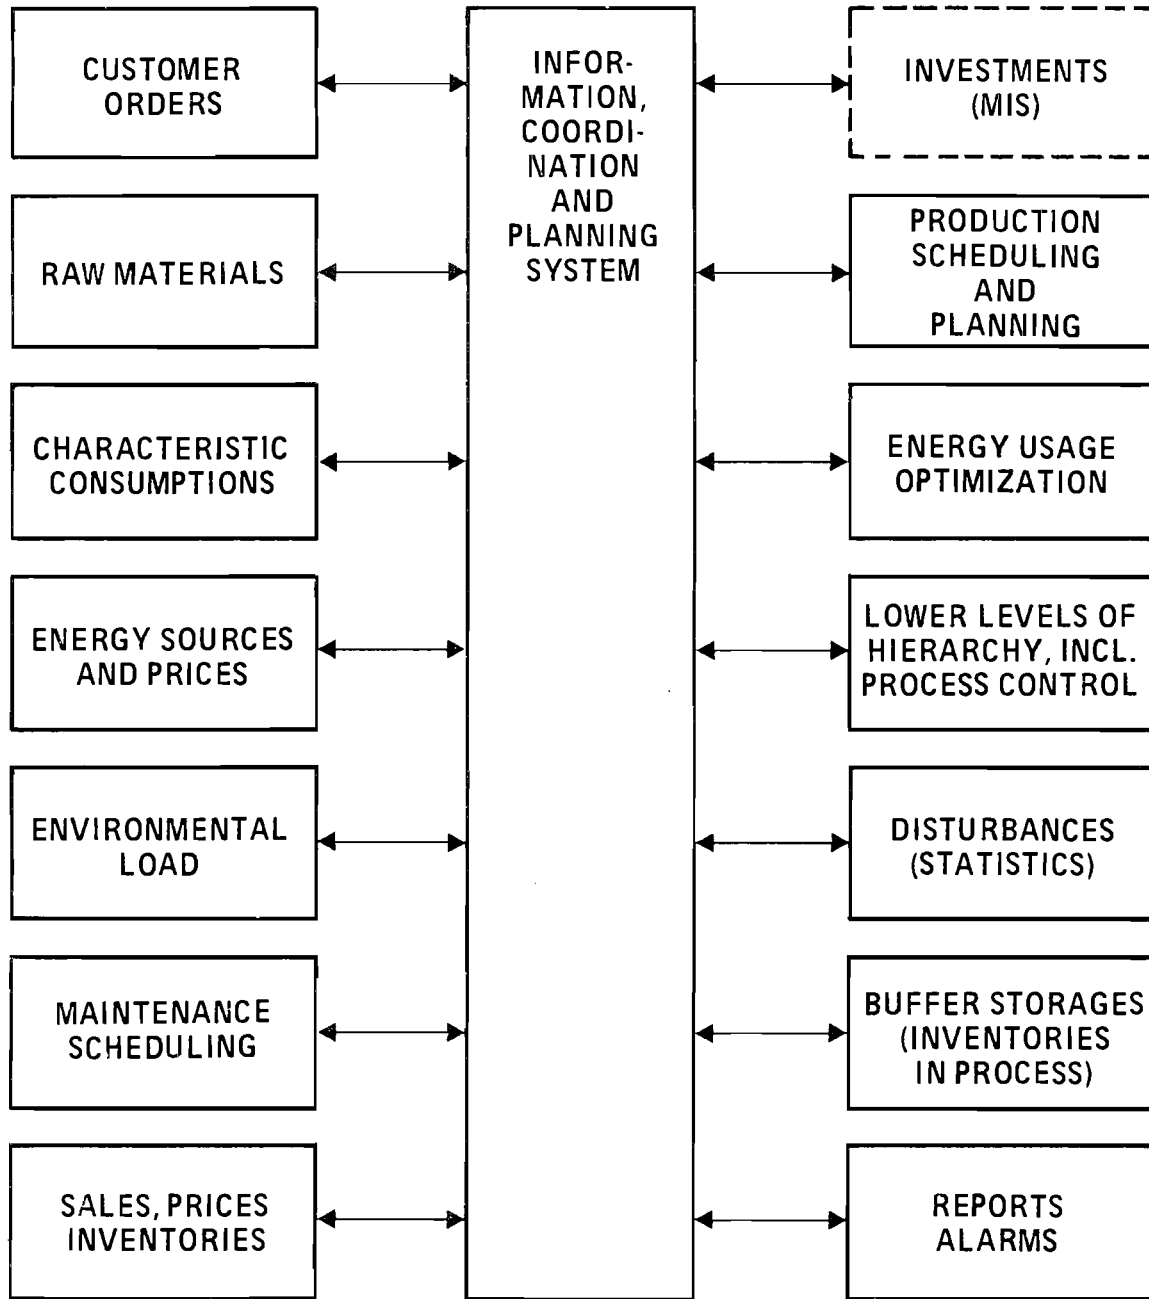 CUSTOMER
ORDERS
RAW MATERIALS
CHARACTERISTIC
CONSUMPTIONS
ENERGY SOURCES
AND PRICES
ENVIRONMENTAL
LOAD
MAINTENANCE
SCHEDULING
SALES, PRICES
INVENTORIES
INFOR-
MATION,
COORDI-
NATION
AND
PLANNING
SYSTEM
INVESTMENTS
(MIS)
PRODUCTION
SCHEDULING
AND
PLANNING
ENERGY USAGE
OPTIMIZATION
LOWER LEVELS OF
HIERARCHY, INCL.
PROCESS CONTROL
DISTURBANCES
(STATISTICS)
BUFFER STORAGES
(INVENTORIES
IN PROCESS)
REPORTS
ALARMS